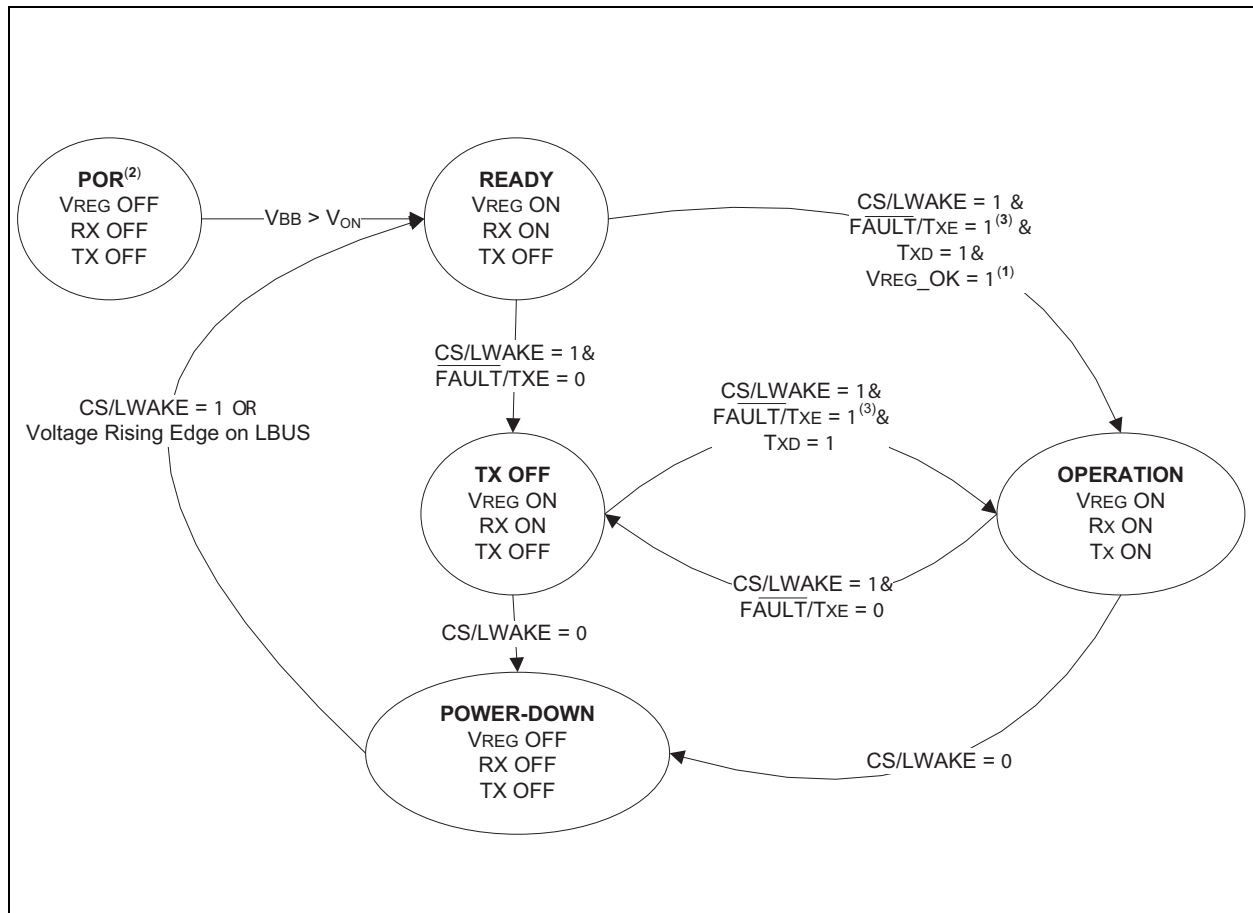 POR(2)
VREG OFF
RX OFF
TX OFF
VBB > VON
READY
VREG ON
RX ON
TX OFF
CS/LWAKE = 1 &
FAULT/TXE = 1(3) &
TXD = 1&
VREG_OK = 1(1)
CS/LWAKE = 1&
FAULT/TXE = 0
CS/LWAKE = 1 OR
Voltage Rising Edge on LBUS
CS/LWAKE = 1&
FAULT/TXE = 1(3)&
TXD = 1
TX OFF
VREG ON
RX ON
TX OFF
OPERATION
VREG ON
RX ON
TX ON
CS/LWAKE = 1&
FAULT/TXE = 0
CS/LWAKE = 0
POWER-DOWN
VREG OFF
RX OFF
TX OFF
CS/LWAKE = 0